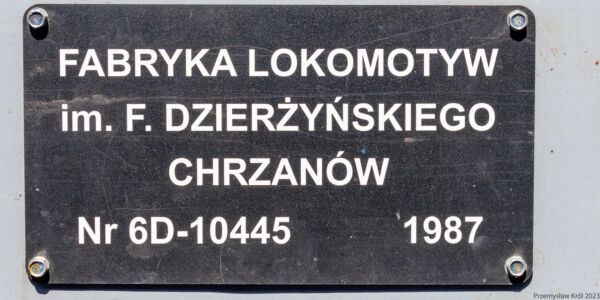 FABRYKA LOKOMOTYW
im. F. DZIERŻYŃSKIEGO
CHRZANÓW
Nr 6D-10445 1987
Przemysław Król 2023